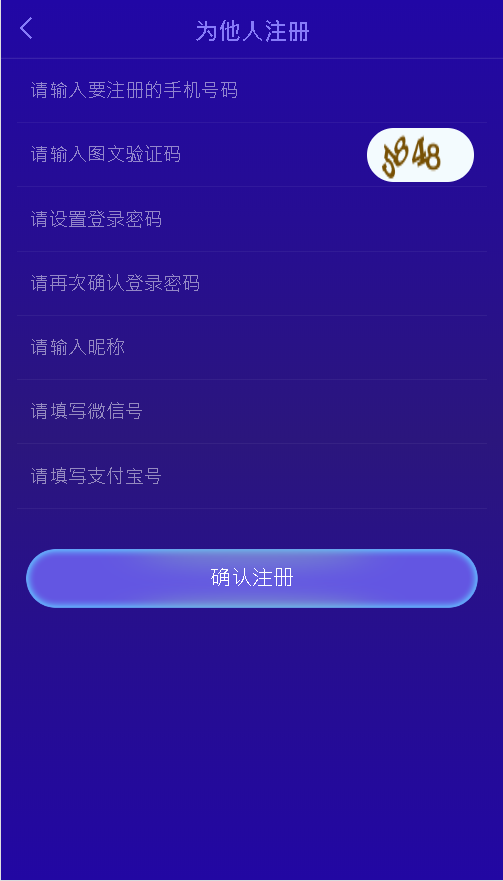 为他人注册
请输入要注册的手机号码
请输入图文验证码
5848
请设置登录密码
请再次确认登录密码
请输入昵称
请填写微信号
请填写支付宝号
确认注册